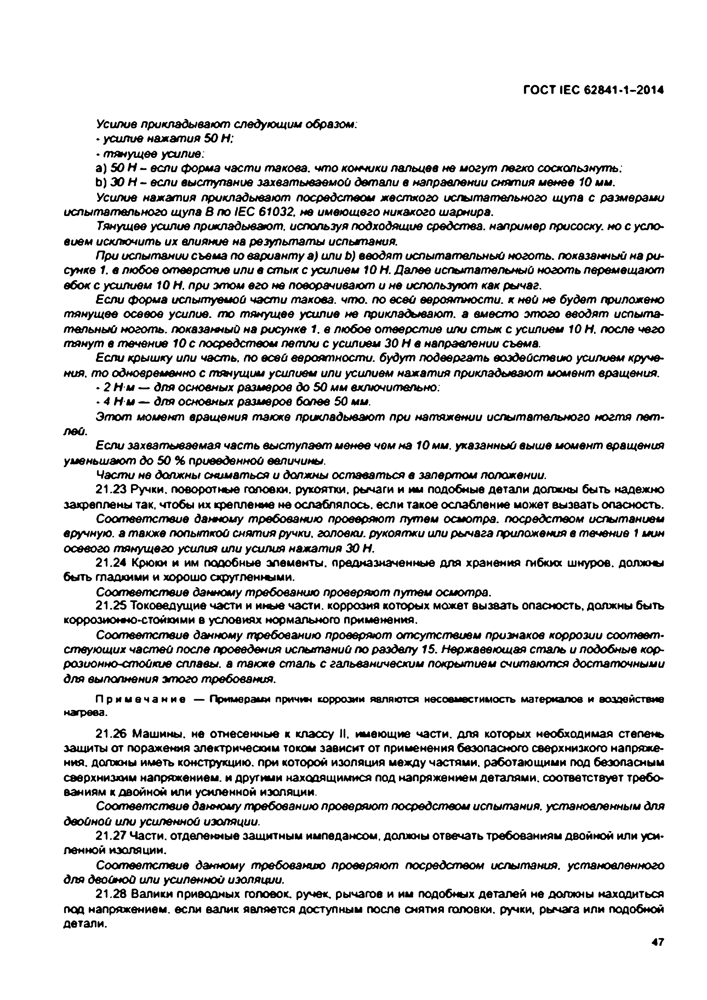 ГОСТ IEC 62841-1–2014
Усилие прикладывают следующим образом:
- усилие нажатия 50 Н;
- тянущее усилие:
a) 50 Н – если форма части такова, что кончики пальцев не могут легко соскользнуть;
b) 30 Н – если выступание захватываемой детали в направлении снятия менее 10 мм.
Усилие нажатия прикладывают посредством жесткого испытательного щупа с размерами
испытательного щупа В по IEC 61032, не имеющего никакого шарнира.
Тянущее усилие прикладывают, используя подходящие средства, например присоску, но с усло-
вием исключить их влияние на результаты испытания.
При испытании съема по варианту a) или b) вводят испытательный ноготь, показанный на ри-
сунке 1, в любое отверстие или в стык с усилием 10 Н. Далее испытательный ноготь перемещают
вбок с усилием 10 Н, при этом его не поворачивают и не используют как рычаг.
Если форма испытуемой части такова, что, по всей вероятности, к ней не будет приложено
тянущее осевое усилие, то тянущее усилие не прикладывают, а вместо этого вводят испыта-
тельный ноготь, показанный на рисунке 1, в любое отверстие или стык с усилием 10 Н, после чего
тянут в течение 10 с посредством петли с усилием 30 Н в направлении съема.
Если крышку или часть, по всей вероятности, будут подвергать воздействию усилием круче-
ния, то одновременно с тянущим усилием или усилием нажатия прикладывают момент вращения.
- 2 Н·м — для основных размеров до 50 мм включительно;
- 4 Н·м — для основных размеров более 50 мм.
Этот момент вращения также прикладывают при натяжении испытательного ногтя пет-
лей.
Если захватываемая часть выступает менее чем на 10 мм, указанный выше момент вращения
уменьшают до 50 % приведенной величины.
Части не должны сниматься и должны оставаться в запертом положении.
21.23 Ручки, поворотные головки, рукоятки, рычаги и им подобные детали должны быть надежно
закреплены так, чтобы их крепление не ослаблялось, если такое ослабление может вызвать опасность.
Соответствие данному требованию проверяют путем осмотра, посредством испытанием
вручную, а также попыткой снятия ручки, головки, рукоятки или рычага приложения в течение 1 мин
осевого тянущего усилия или усилия нажатия 30 Н.
21.24 Крюки и им подобные элементы, предназначенные для хранения гибких шнуров, должны
быть гладкими и хорошо скругленными.
Соответствие данному требованию проверяют путем осмотра.
21.25 Токоведущие части и иные части, коррозия которых может вызвать опасность, должны быть
коррозионно-стойкими в условиях нормального применения.
Соответствие данному требованию проверяют отсутствием признаков коррозии соответ-
ствующих частей после проведения испытаний по разделу 15. Нержавеющая сталь и подобные кор-
розионно-стойкие сплавы, а также сталь с гальваническим покрытием считаются достаточными
для выполнения этого требования.
Примечание — Примерами причин коррозии являются несовместимость материалов и воздействие
нагрева.
21.26 Машины, не отнесенные к классу II, имеющие части, для которых необходимая степень
защиты от поражения электрическим током зависит от применения безопасного сверхнизкого напряже-
ния, должны иметь конструкцию, при которой изоляция между частями, работающими под безопасным
сверхнизким напряжением, и другими находящимися под напряжением деталями, соответствует требо-
ваниям к двойной или усиленной изоляции.
Соответствие данному требованию проверяют посредством испытания, установленным для
двойной или усиленной изоляции.
21.27 Части, отделенные защитным импедансом, должны отвечать требованиям двойной или уси-
ленной изоляции.
Соответствие данному требованию проверяют посредством испытания, установленного
для двойной или усиленной изоляции.
21.28 Валики приводных головок, ручек, рычагов и им подобных деталей не должны находиться
под напряжением, если валик является доступным после снятия головки, ручки, рычага или подобной
детали.
47